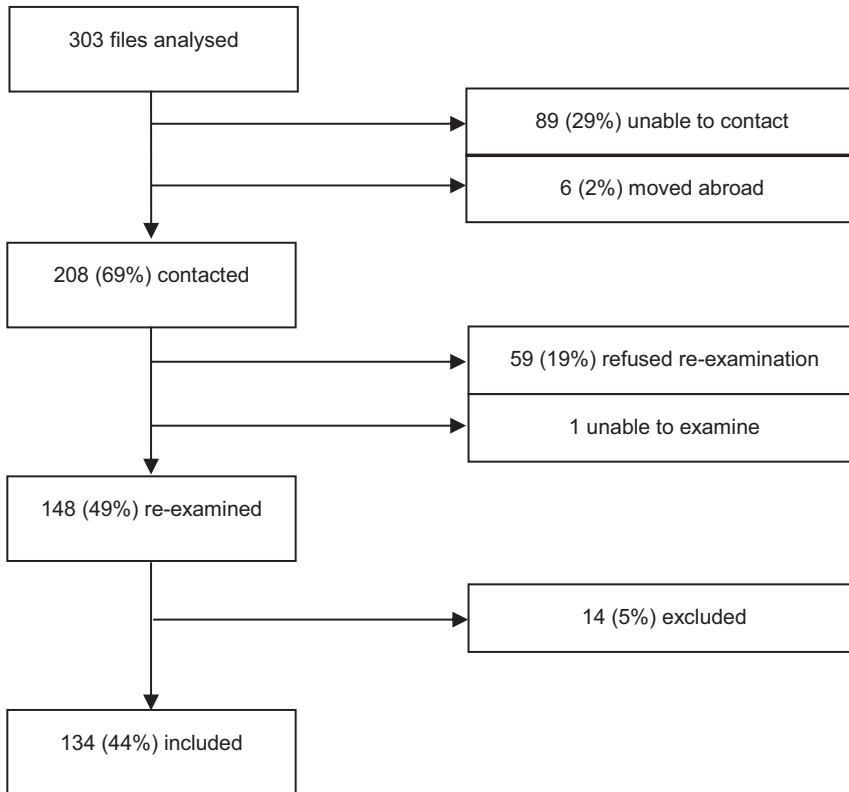 303 files analysed
89 (29%) unable to contact
6 (2%) moved abroad
208 (69%) contacted
59 (19%) refused re-examination
1 unable to examine
148 (49%) re-examined
14 (5%) excluded
134 (44%) included